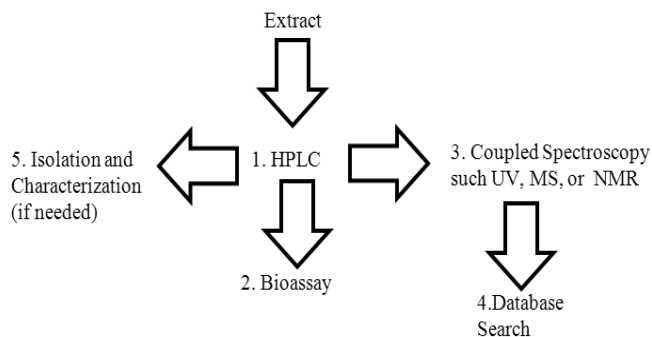 Extract
1. HPLC
2. Bioassay
3. Coupled Spectroscopy
such UV, MS, or NMR
4.Database
Search
5. Isolation and
Characterization
(if needed)